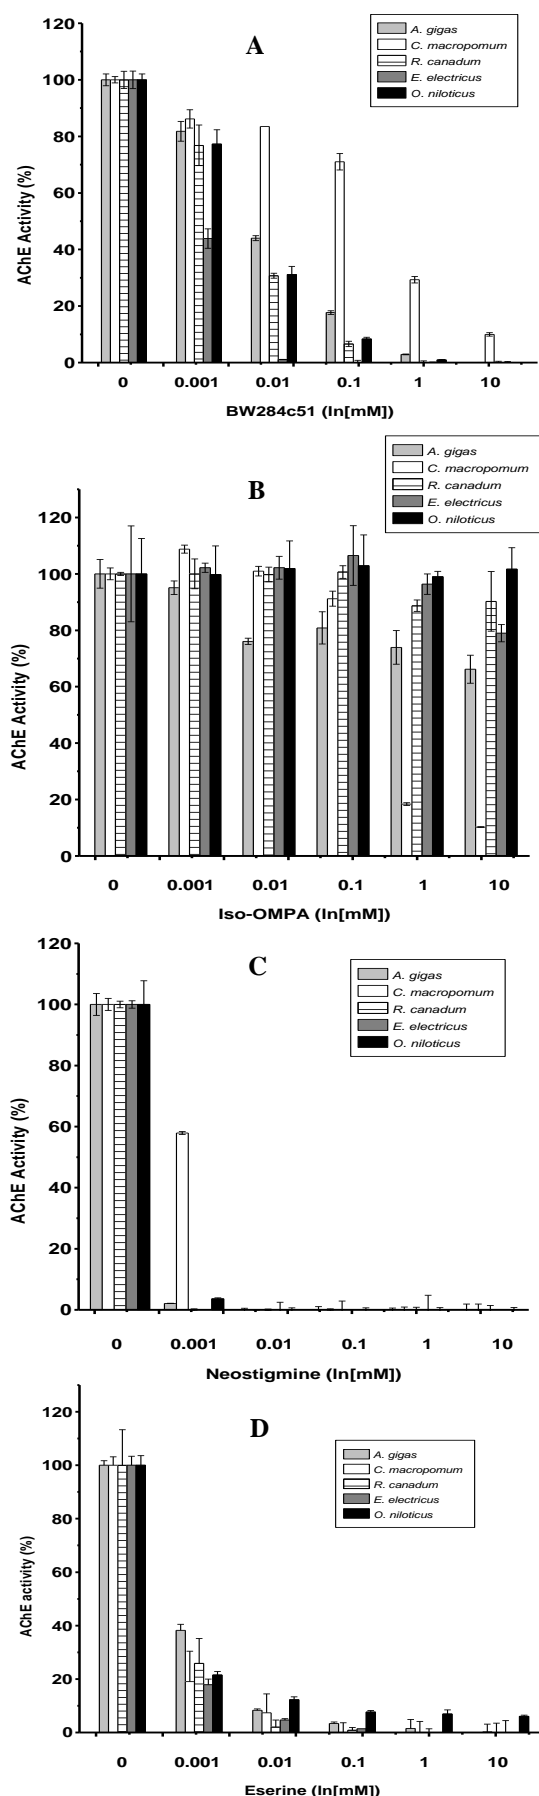 A
A. gigas
C. macropomum
R. canadum
E. electricus
O. niloticus
120
100
80
60
40
20
0
AChE Activity (%)
0 0.001 0.01 0.1 1 10
BW284c51 (ln[mM])
B
A. gigas
C. macropomum
R. canadum
E. electricus
O. niloticus
120
100
80
60
40
20
0
AChE Activity (%)
0 0.001 0.01 0.1 1 10
Iso-OMPA (ln[mM])
C
A. gigas
C. macropomum
R. canadum
E. electricus
O. niloticus
120
100
80
60
40
20
0
AChE Activity (%)
0 0.001 0.01 0.1 1 10
Neostigmine (ln[mM])
D
A. gigas
C. macropomum
R. canadum
E. electricus
O. niloticus
120
100
80
60
40
20
0
AChE activity (%)
0 0.001 0.01 0.1 1 10
Eserine (ln[mM])